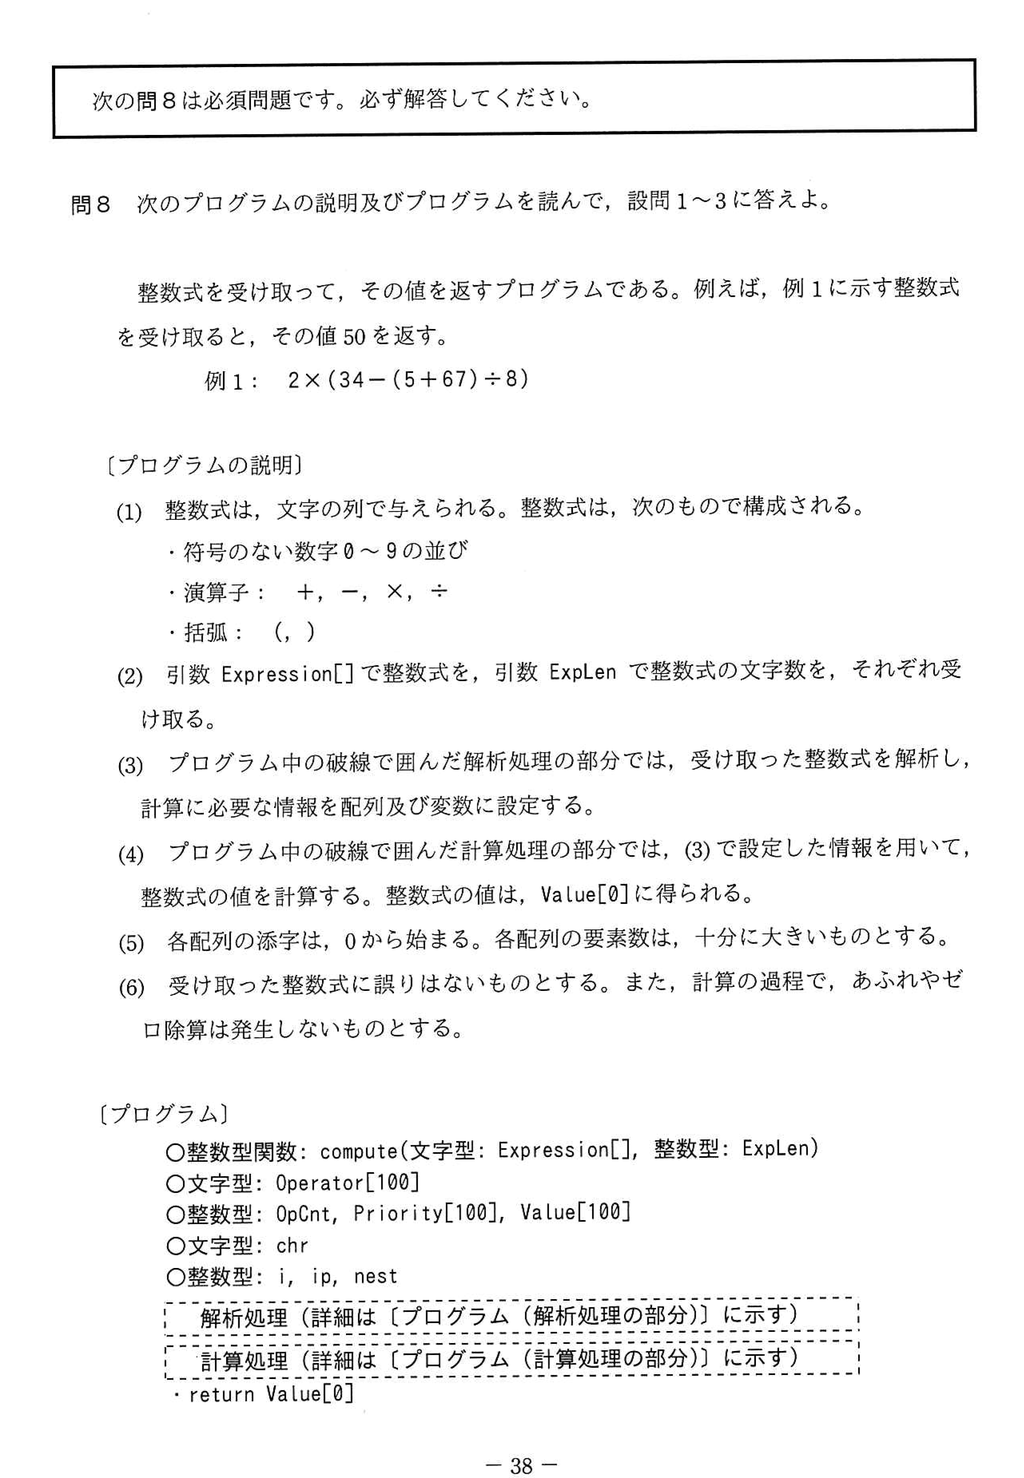 次の問8は必須問題です。必ず解答してください。
問8 次のプログラムの説明及びプログラムを読んで，設問1～3に答えよ。
整数式を受け取って，その値を返すプログラムである。例えば，例1に示す整数式
を受け取ると，その値50を返す。
例1： 2×(34－(5＋67)÷8)
〔プログラムの説明〕
(1) 整数式は，文字の列で与えられる。整数式は，次のもので構成される。
・符号のない数字0～9の並び
・演算子： ＋，－，×，÷
・括弧： (，)
(2) 引数 Expression[]で整数式を，引数 ExpLen で整数式の文字数を，それぞれ受
け取る。
(3) プログラム中の破線で囲んだ解析処理の部分では，受け取った整数式を解析し，
計算に必要な情報を配列及び変数に設定する。
(4) プログラム中の破線で囲んだ計算処理の部分では，(3)で設定した情報を用いて，
整数式の値を計算する。整数式の値は，Value[0]に得られる。
(5) 各配列の添字は，0から始まる。各配列の要素数は，十分に大きいものとする。
(6) 受け取った整数式に誤りはないものとする。また，計算の過程で，あふれやゼ
ロ除算は発生しないものとする。
〔プログラム〕
○整数型関数: compute(文字型: Expression[], 整数型: ExpLen)
○文字型: Operator[100]
○整数型: OpCnt, Priority[100], Value[100]
○文字型: chr
○整数型: i, ip, nest
解析処理（詳細は〔プログラム（解析処理の部分）〕に示す）
計算処理（詳細は〔プログラム（計算処理の部分）〕に示す）
・return Value[0]
－ 38 －